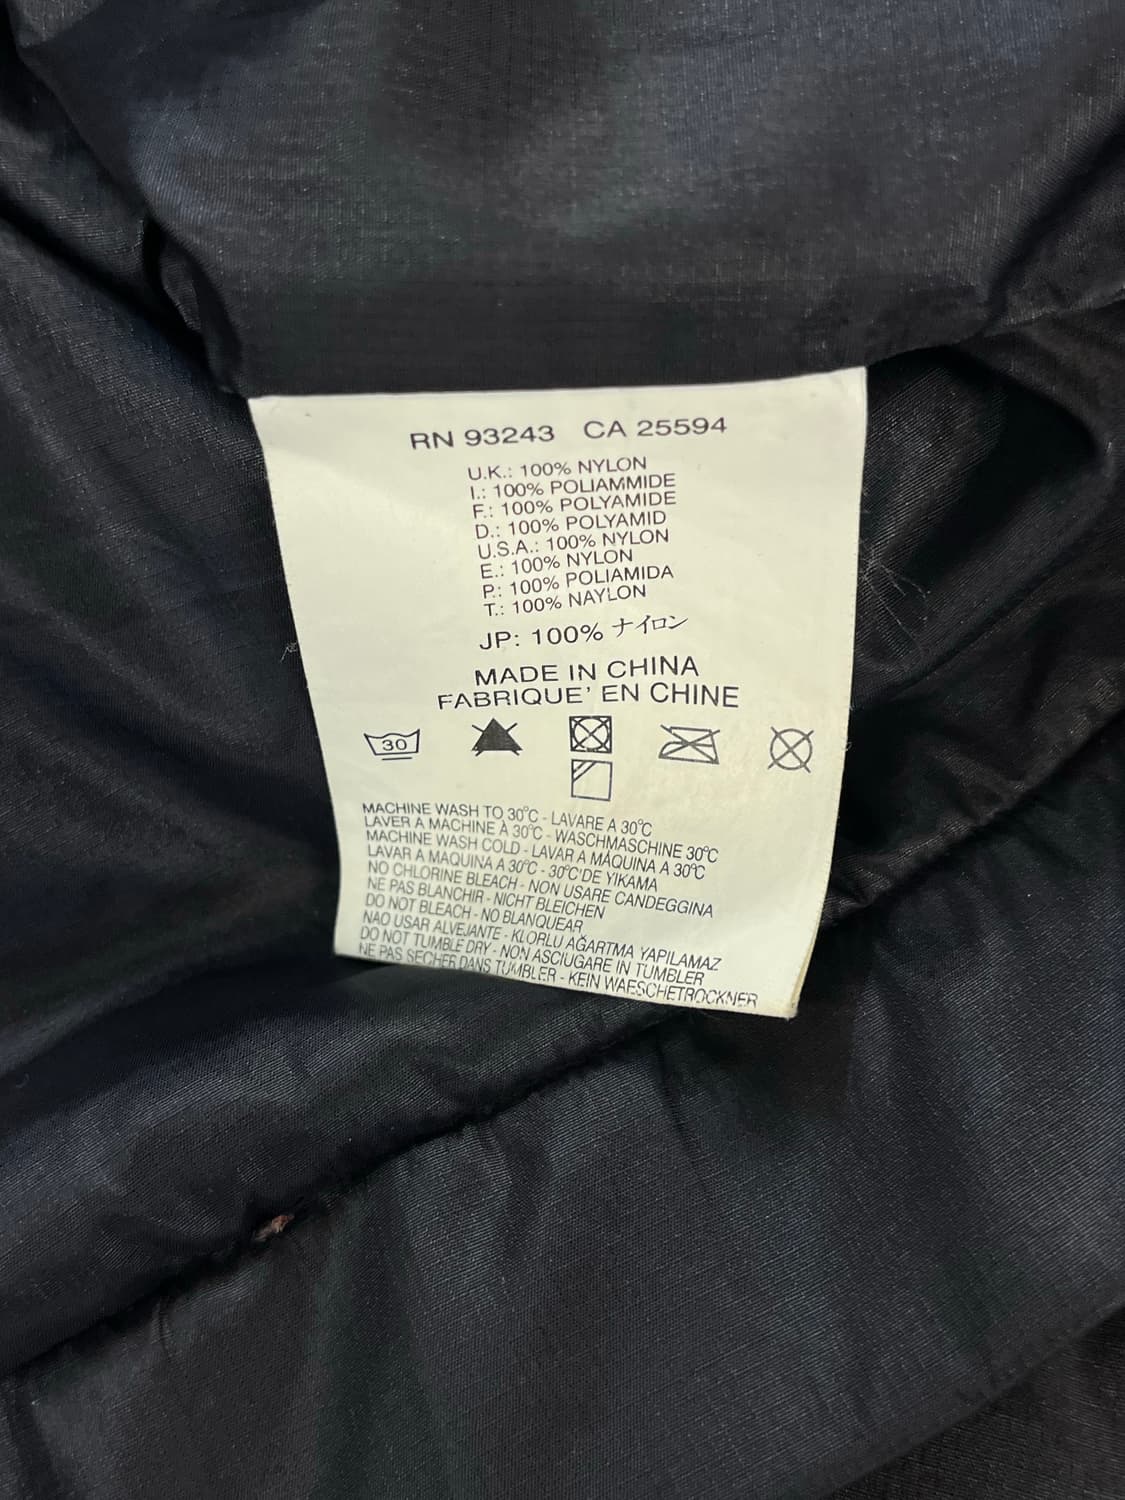 RN 93243 CA 25594
U.K.: 100% NYLON
I.: 100% POLIAMMIDE
F.: 100% POLYAMIDE
D.: 100% POLYAMID
U.S.A.: 100% NYLON
E.: 100% NYLON
P.: 100% POLIAMIDA
T.: 100% NAYLON
JP: 100% ナイロン
MADE IN CHINA
FABRIQUE' EN CHINE
30
MACHINE WASH TO 30°C - LAVARE A 30°C
LAVER A MACHINE À 30°C - WASCHMASCHINE 30°C
MACHINE WASH COLD - LAVAR A MÁQUINA A 30°C
LAVAR A MAQUINA A 30°C - 30°C'DE YIKAMA
NO CHLORINE BLEACH - NON USARE CANDEGGINA
NE PAS BLANCHIR - NICHT BLEICHEN
DO NOT BLEACH - NO BLANQUEAR
NAO USAR ALVEJANTE - KLORLU AĞARTMA YAPILAMAZ
DO NOT TUMBLE DRY - NON ASCIUGARE IN TUMBLER
NE PAS SECHER DANS TUMBLER - KEIN WAESCHETROCKNER